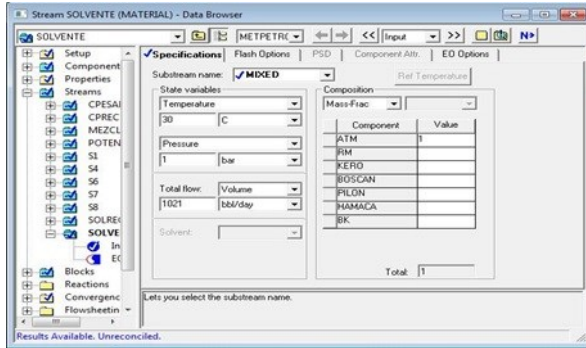 Stream SOLVENTE (MATERIAL) - Data Browser
SOLVENTE
METPETRO
<<
Input
>>
N>
Setup
Component
Properties
Streams
CPESAI
CPREC
MEZCL
POTEN
S1
S4
S6
S7
S8
SOLREC
SOLVE
In
EO
Blocks
Reactions
Convergenc
Flowsheetin
Specifications
Flash Options
PSD
Component Attr.
EO Options
Substream name:
MIXED
Ref Temperature
State variables
Temperature
30
C
Pressure
1
bar
Total flow:
Volume
1021
bbl/day
Solvent:
Composition
Mass-Frac
Component
Value
ATM
1
RM
KERO
BOSCAN
PILON
HAMACA
BK
Total:
1
Lets you select the substream name.
Results Available. Unreconciled.